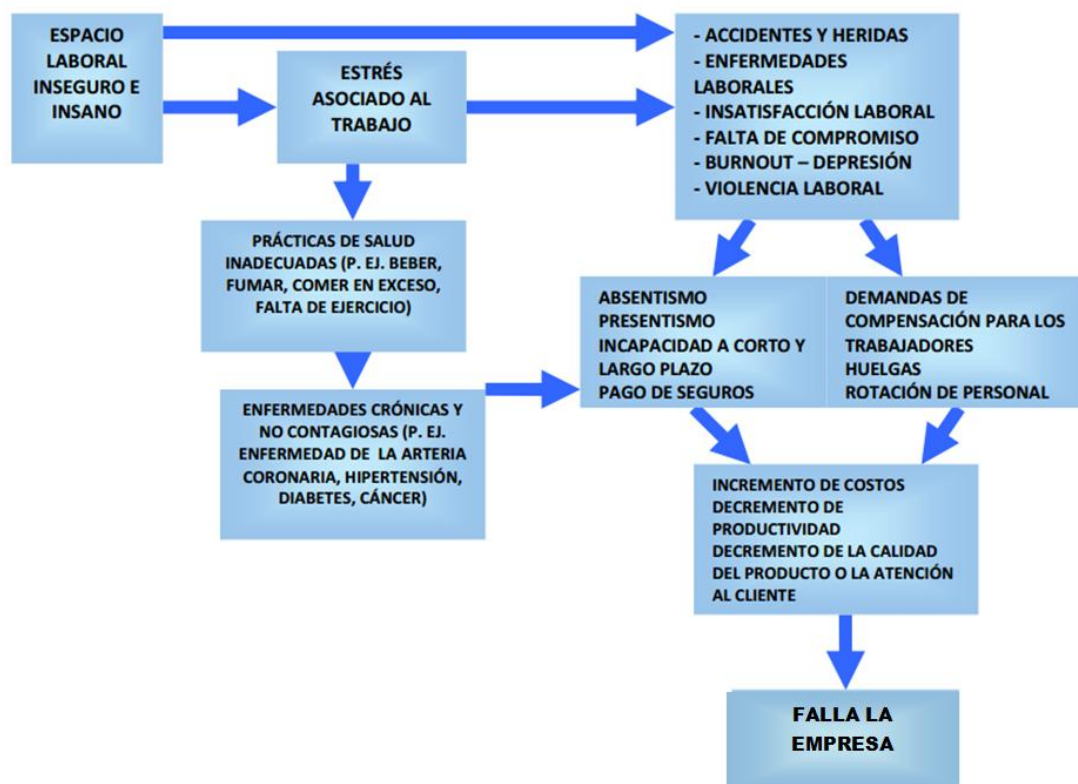 ESPACIO
LABORAL
INSEGURO E
INSANO
ESTRÉS
ASOCIADO AL
TRABAJO
- ACCIDENTES Y HERIDAS
- ENFERMEDADES
LABORALES
- INSATISFACCIÓN LABORAL
- FALTA DE COMPROMISO
- BURNOUT – DEPRESIÓN
- VIOLENCIA LABORAL
PRÁCTICAS DE SALUD
INADECUADAS (P. EJ. BEBER,
FUMAR, COMER EN EXCESO,
FALTA DE EJERCICIO)
ABSENTISMO
PRESENTISMO
INCAPACIDAD A CORTO Y
LARGO PLAZO
PAGO DE SEGUROS
DEMANDAS DE
COMPENSACIÓN PARA LOS
TRABAJADORES
HUELGAS
ROTACIÓN DE PERSONAL
ENFERMEDADES CRÓNICAS Y
NO CONTAGIOSAS (P. EJ.
ENFERMEDAD DE LA ARTERIA
CORONARIA, HIPERTENSIÓN,
DIABETES, CÁNCER)
INCREMENTO DE COSTOS
DECREMENTO DE
PRODUCTIVIDAD
DECREMENTO DE LA CALIDAD
DEL PRODUCTO O LA ATENCIÓN
AL CLIENTE
FALLA LA
EMPRESA